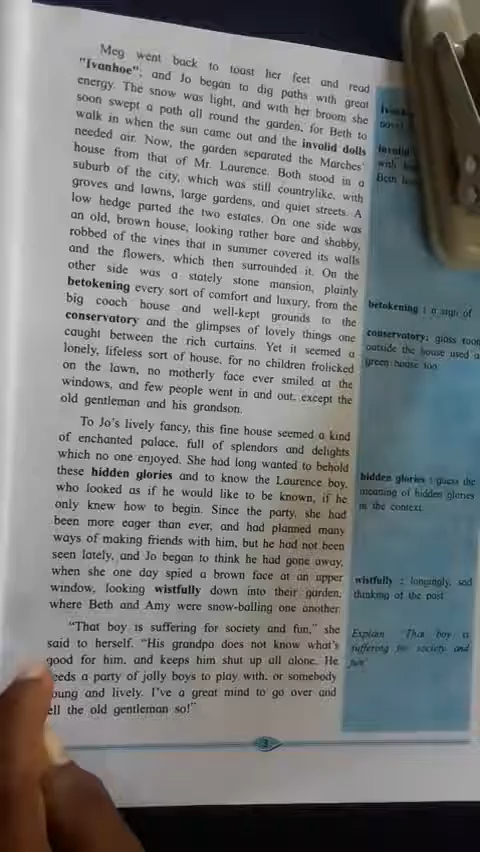 Meg went back to toast her feet and read
"Ivanhoe"; and Jo began to dig paths with great
energy. The snow was light, and with her broom she
soon swept a path all round the garden, for Beth to
walk in when the sun came out and the invalid dolls
needed air. Now, the garden separated the Marches'
house from that of Mr. Laurence. Both stood in a
suburb of the city, which was still countrylike, with
groves and lawns, large gardens, and quiet streets. A
low hedge parted the two estates. On one side was
an old, brown house, looking rather bare and shabby,
robbed of the vines that in summer covered its walls
and the flowers, which then surrounded it. On the
other side was a stately stone mansion, plainly
betokening every sort of comfort and luxury, from the
big coach house and well-kept grounds to the
conservatory and the glimpses of lovely things one
caught between the rich curtains. Yet it seemed a
lonely, lifeless sort of house, for no children frolicked
on the lawn, no motherly face ever smiled at the
windows, and few people went in and out, except the
old gentleman and his grandson.
To Jo's lively fancy, this fine house seemed a kind
of enchanted palace, full of splendors and delights
which no one enjoyed. She had long wanted to behold
these hidden glories and to know the Laurence boy,
who looked as if he would like to be known, if he
only knew how to begin. Since the party, she had
been more eager than ever, and had planned many
ways of making friends with him, but he had not been
seen lately, and Jo began to think he had gone away,
when she one day spied a brown face at an upper
window, looking wistfully down into their garden,
where Beth and Amy were snow-balling one another
"That boy is suffering for society and fun," she
said to herself. "His grandpa does not know what's
good for him, and keeps him shut up all alone. He
eeds a party of jolly boys to play with, or somebody
oung and lively. I've a great mind to go over and
ell the old gentleman so!"
invalid
with
Beth
betokening : a sign of
conservatory: glass room
outside the house used a
green house too
hidden glories : guess the
meaning of hidden glories
in the context.
wistfully : longingly, sad
thinking of the past
Explain 'That boy is
suffering for society and
fun'
3